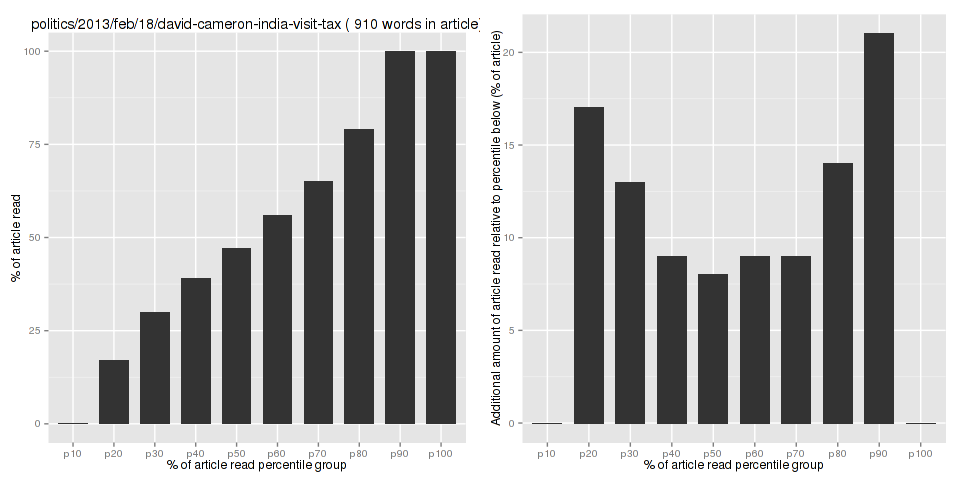 politics/2013/feb/18/david-cameron-india-visit-tax ( 910 words in article)
100
75
50
25
0
% of article read
p10 p20 p30 p40 p50 p60 p70 p80 p90 p100
% of article read percentile group
20
15
10
5
0
Additional amount of article read relative to percentile below (% of article)
p10 p20 p30 p40 p50 p60 p70 p80 p90 p100
% of article read percentile group